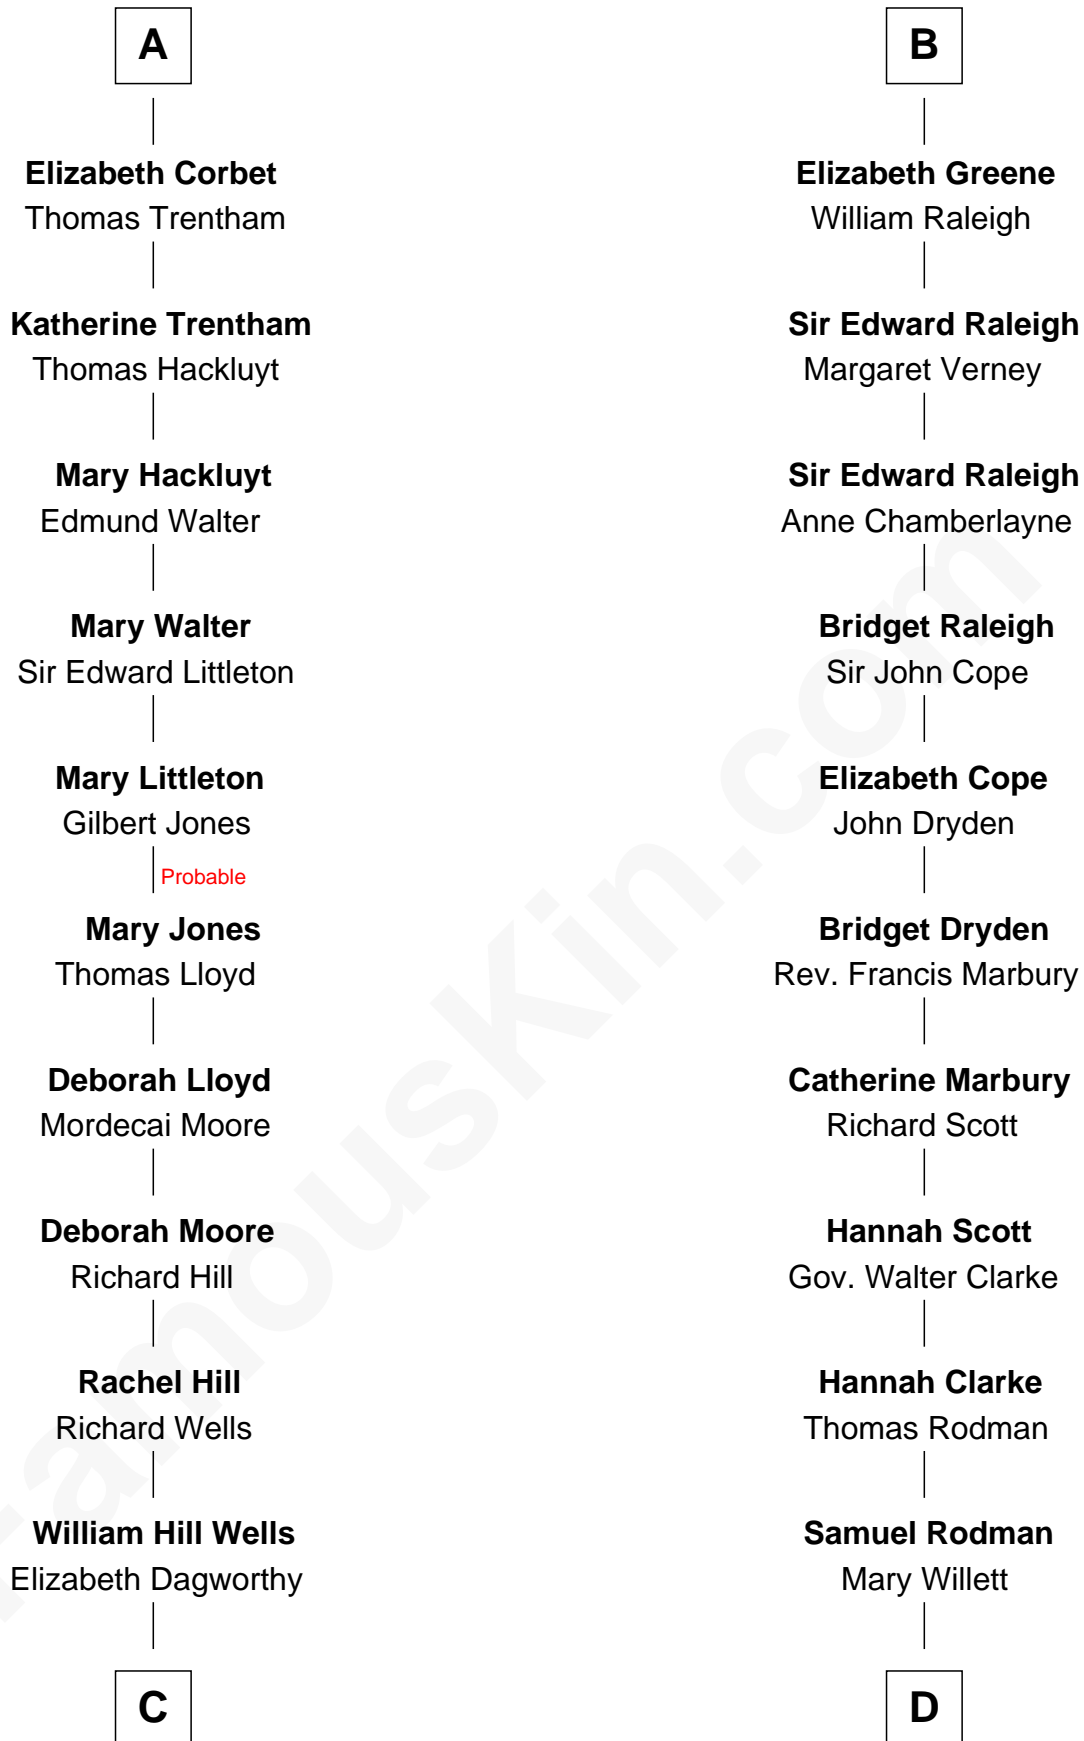 A
Elizabeth Corbet
Thomas Trentham
Katherine Trentham
Thomas Hackluyt
Mary Hackluyt
Edmund Walter
Mary Walter
Sir Edward Littleton
Mary Littleton
Gilbert Jones
Probable
Mary Jones
Thomas Lloyd
Deborah Lloyd
Mordecai Moore
Deborah Moore
Richard Hill
Rachel Hill
Richard Wells
William Hill Wells
Elizabeth Dagworthy
C
B
Elizabeth Greene
William Raleigh
Sir Edward Raleigh
Margaret Verney
Sir Edward Raleigh
Anne Chamberlayne
Bridget Raleigh
Sir John Cope
Elizabeth Cope
John Dryden
Bridget Dryden
Rev. Francis Marbury
Catherine Marbury
Richard Scott
Hannah Scott
Gov. Walter Clarke
Hannah Clarke
Thomas Rodman
Samuel Rodman
Mary Willett
D
FamousKin.com